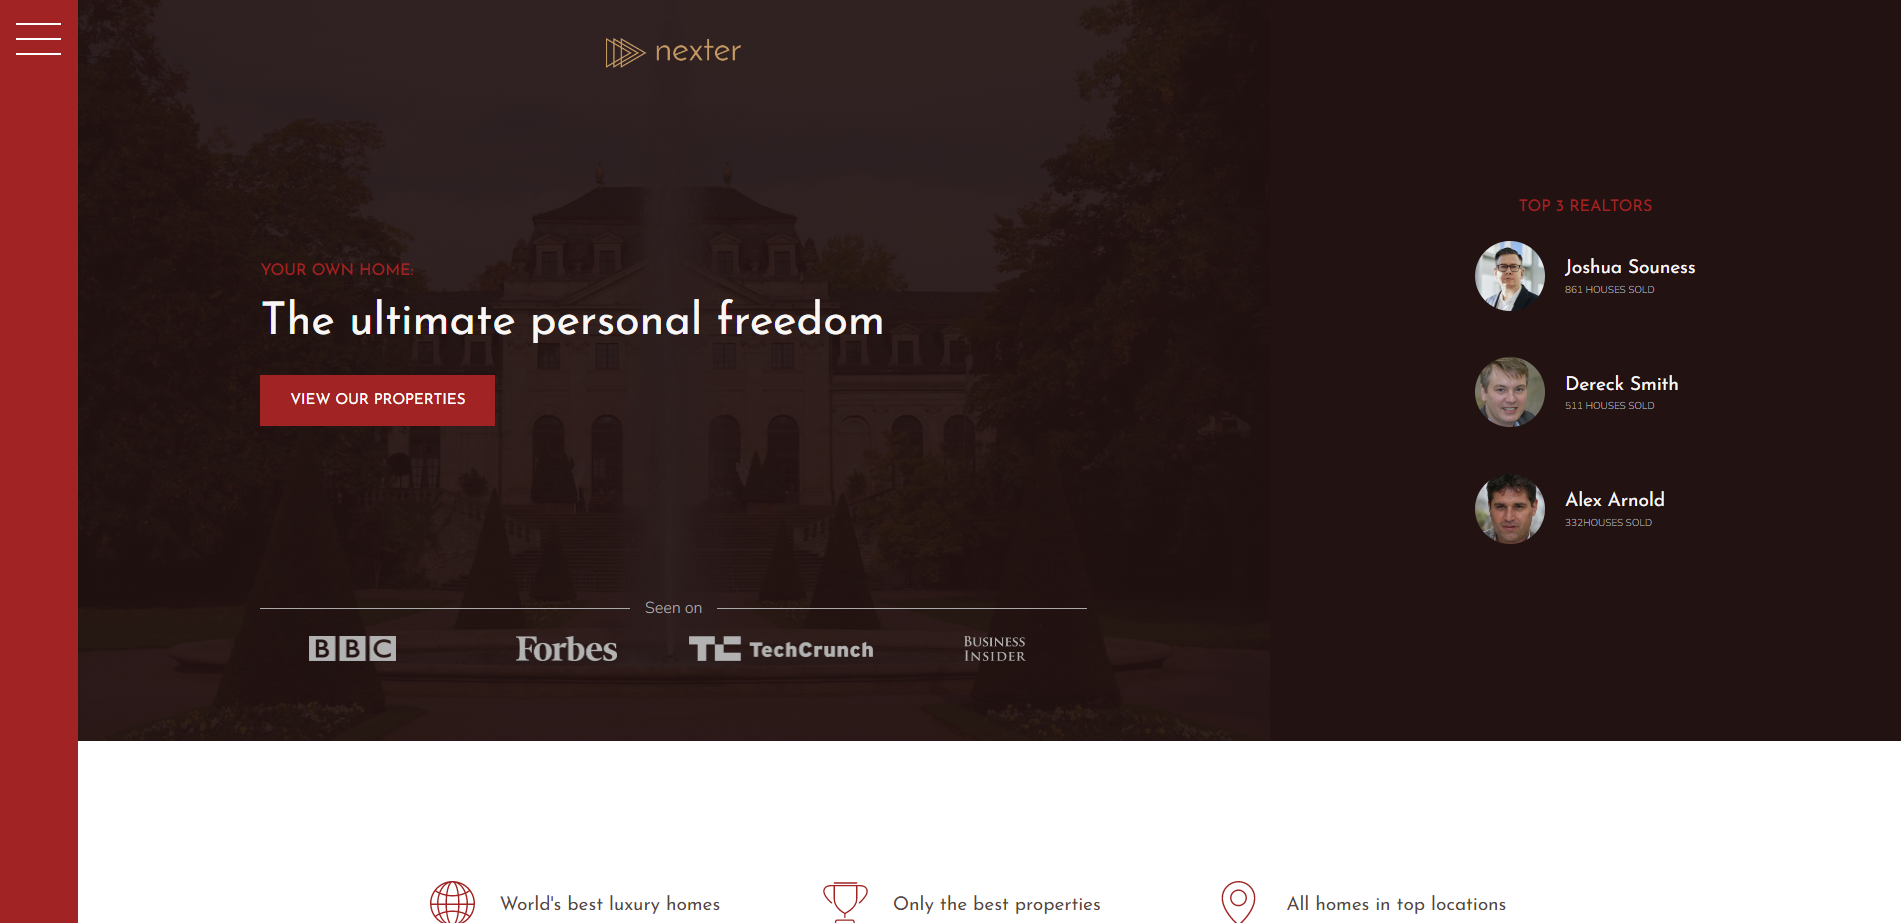 nexter
YOUR OWN HOME:
The ultimate personal freedom
VIEW OUR PROPERTIES
Seen on
BBC
Forbes
TC TechCrunch
BUSINESS
INSIDER
TOP 3 REALTORS
Joshua Souness
861 HOUSES SOLD
Dereck Smith
511 HOUSES SOLD
Alex Arnold
332HOUSES SOLD
World's best luxury homes
Only the best properties
All homes in top locations